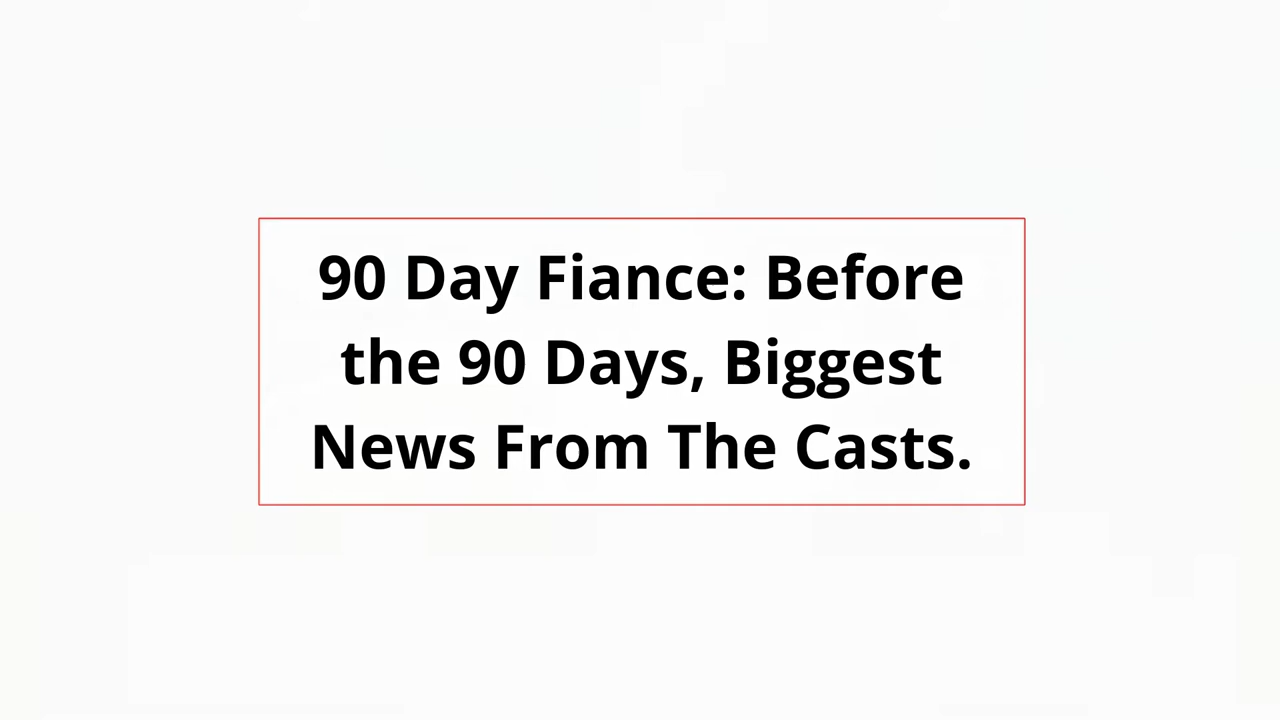 90 Day Fiance: Before
the 90 Days, Biggest
News From The Casts.